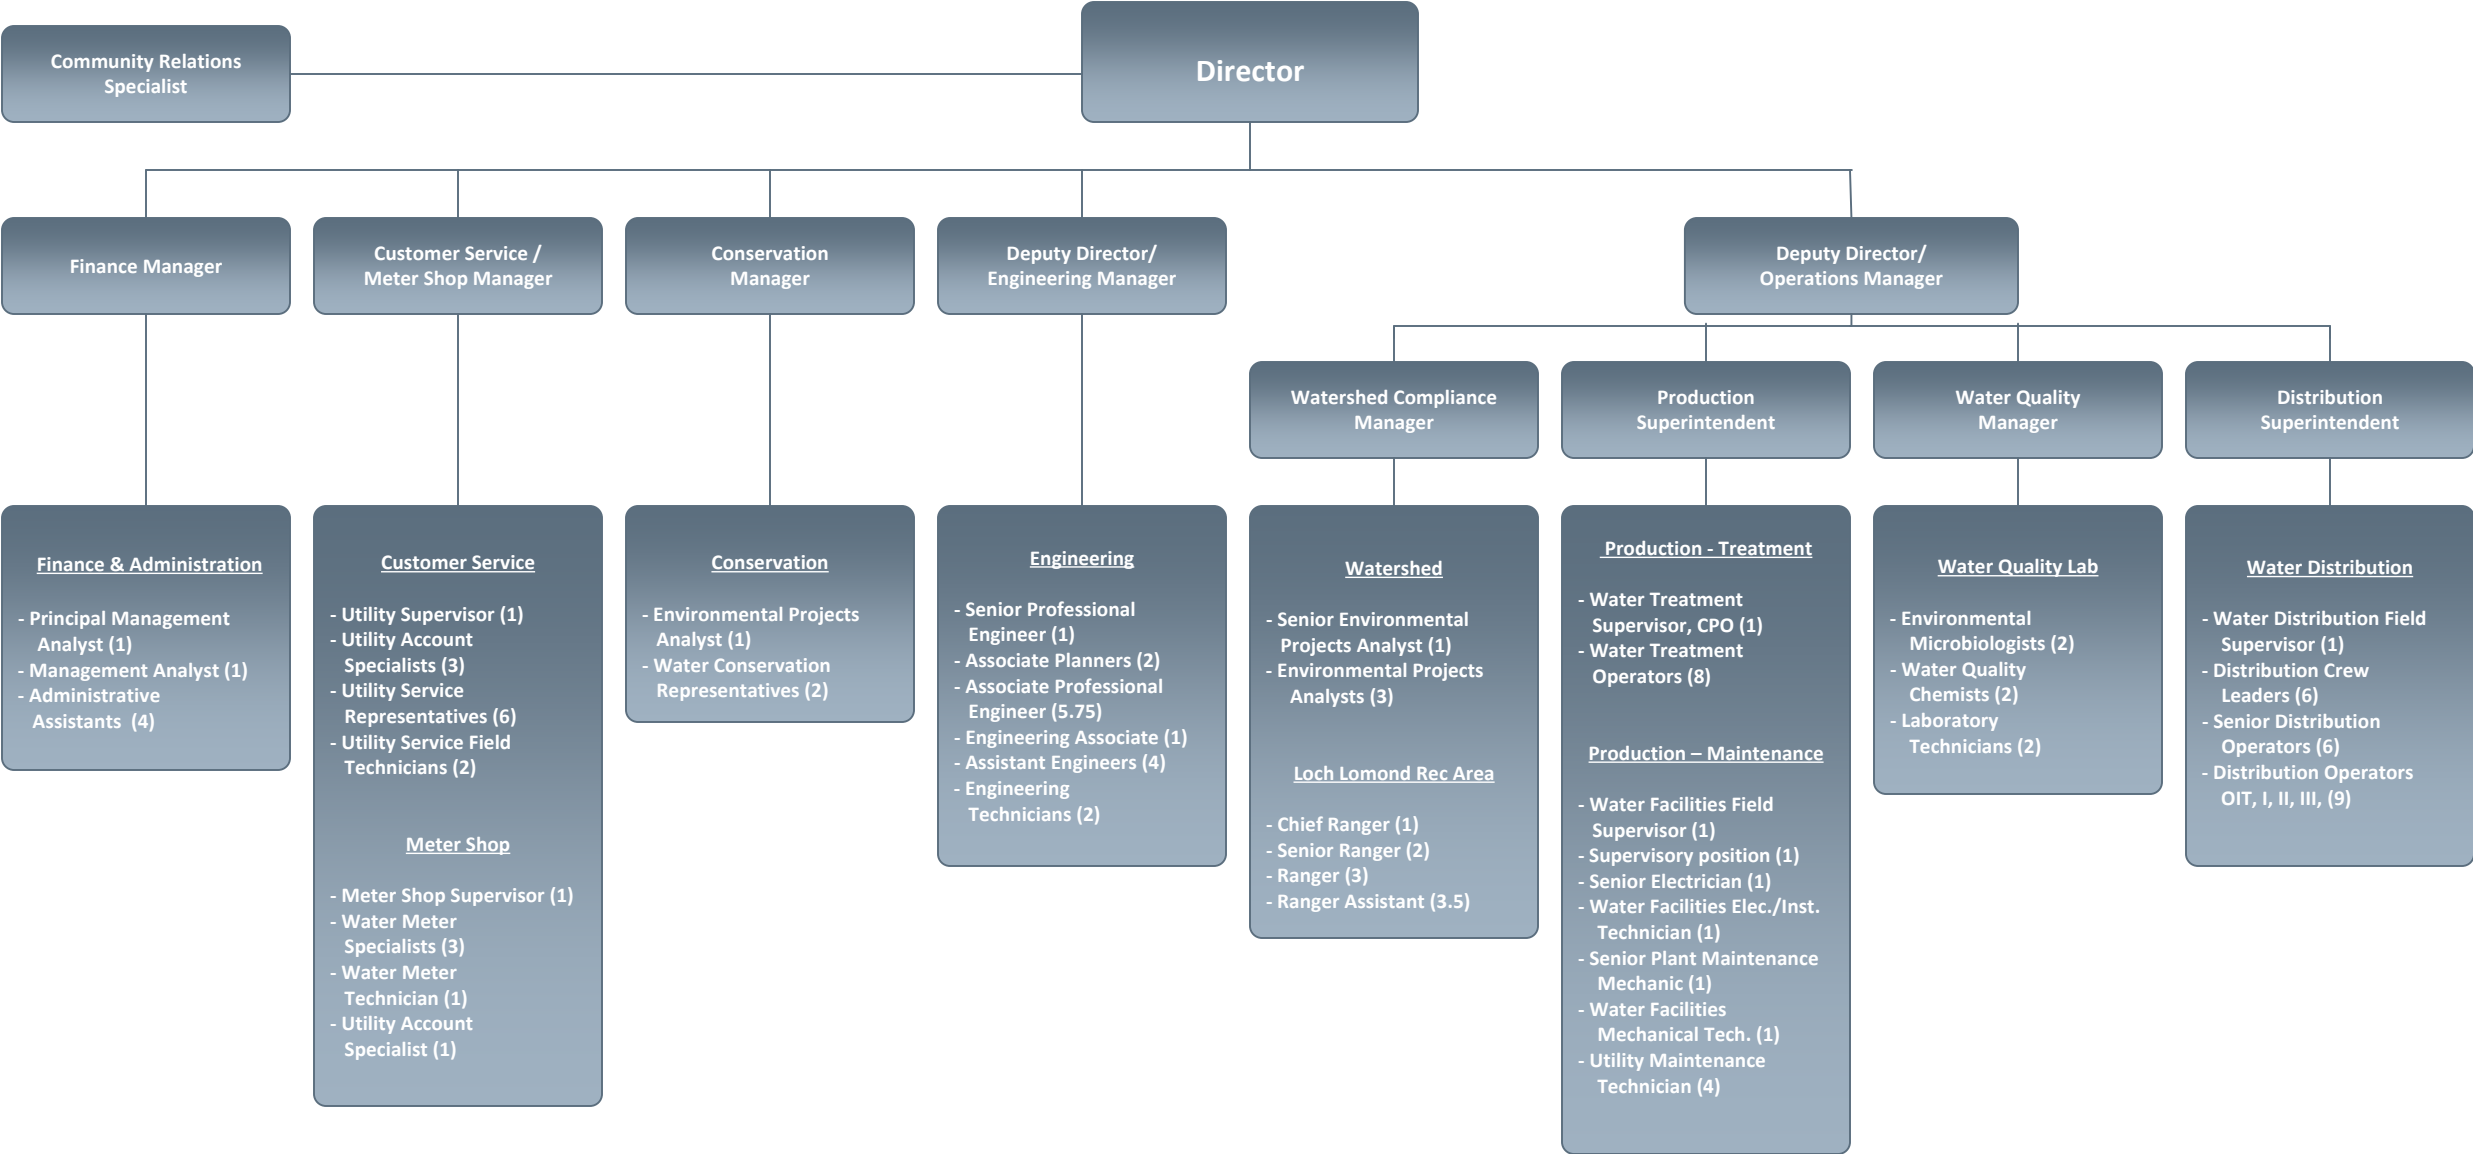 Community Relations
Specialist
Director
Finance Manager
Customer Service /
Meter Shop Manager
Conservation
Manager
Deputy Director/
Engineering Manager
Deputy Director/
Operations Manager
Watershed Compliance
Manager
Production
Superintendent
Water Quality
Manager
Distribution
Superintendent
Finance & Administration
- Principal Management
Analyst (1)
- Management Analyst (1)
- Administrative
Assistants (4)
Customer Service
- Utility Supervisor (1)
- Utility Account
Specialists (3)
- Utility Service
Representatives (6)
- Utility Service Field
Technicians (2)
Meter Shop
- Meter Shop Supervisor (1)
- Water Meter
Specialists (3)
- Water Meter
Technician (1)
- Utility Account
Specialist (1)
Conservation
- Environmental Projects
Analyst (1)
- Water Conservation
Representatives (2)
Engineering
- Senior Professional
Engineer (1)
- Associate Planners (2)
- Associate Professional
Engineer (5.75)
- Engineering Associate (1)
- Assistant Engineers (4)
- Engineering
Technicians (2)
Watershed
- Senior Environmental
Projects Analyst (1)
- Environmental Projects
Analysts (3)
Loch Lomond Rec Area
- Chief Ranger (1)
- Senior Ranger (2)
- Ranger (3)
- Ranger Assistant (3.5)
Production - Treatment
- Water Treatment
Supervisor, CPO (1)
- Water Treatment
Operators (8)
Production – Maintenance
- Water Facilities Field
Supervisor (1)
- Supervisory position (1)
- Senior Electrician (1)
- Water Facilities Elec./Inst.
Technician (1)
- Senior Plant Maintenance
Mechanic (1)
- Water Facilities
Mechanical Tech. (1)
- Utility Maintenance
Technician (4)
Water Quality Lab
- Environmental
Microbiologists (2)
- Water Quality
Chemists (2)
- Laboratory
Technicians (2)
Water Distribution
- Water Distribution Field
Supervisor (1)
- Distribution Crew
Leaders (6)
- Senior Distribution
Operators (6)
- Distribution Operators
OIT, I, II, III, (9)